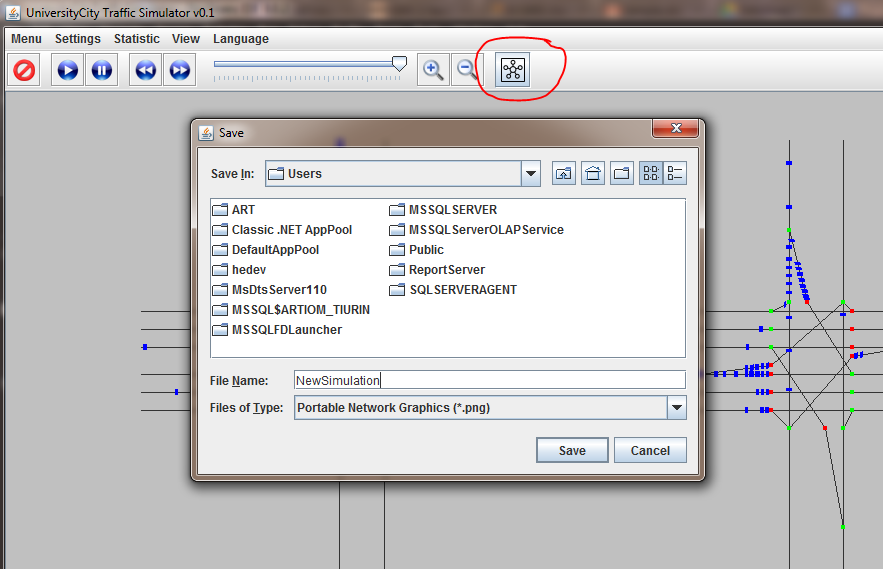 UniversityCity Traffic Simulator v0.1
Menu Settings Statistic View Language
Save
Save In: Users
ART MSSQLSERVER
Classic .NET AppPool MSSQLServerOLAPService
DefaultAppPool Public
hedev ReportServer
MsDtsServer110 SQLSERVERAGENT
MSSQL$ARTIOM_TIURIN
MSSQLFDLauncher
File Name: NewSimulation
Files of Type: Portable Network Graphics (*.png)
Save Cancel